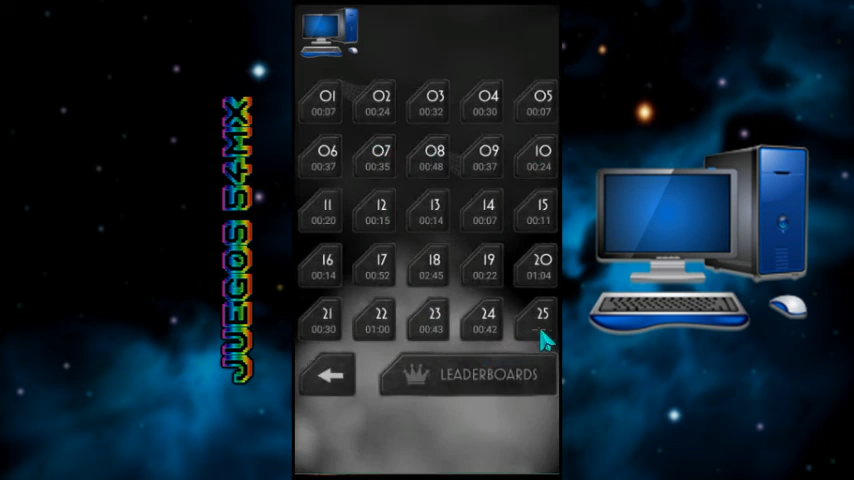 JUEGOS 54MX
01 02 03 04 05
00:07 00:24 00:32 00:30 00:07
06 07 08 09 10
00:37 00:35 00:48 00:37 00:24
11 12 13 14 15
00:20 00:15 00:14 00:07 00:11
16 17 18 19 20
00:14 00:52 02:45 00:22 01:04
21 22 23 24 25
00:30 01:00 00:43 00:42
LEADERBOARDS